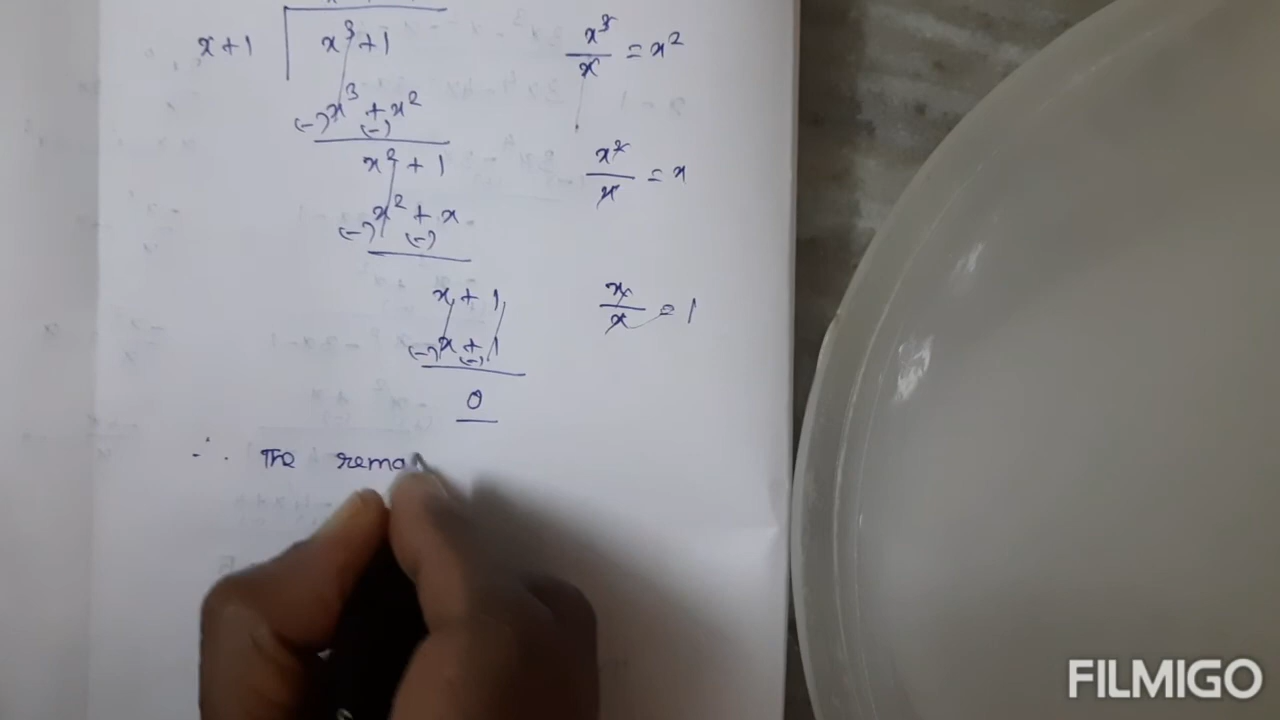 x+1 x³+1 x³/x = x²
(-)x³ +(-)x²
x²+1 x²/x = x
(-)x² +(-) x
x+1 x/x = 1
(-)x +(-) 1
0
∴ The rema
FILMIGO